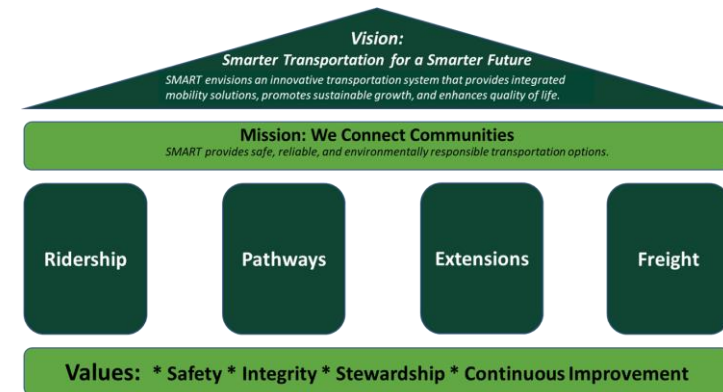 Vision:
Smarter Transportation for a Smarter Future
SMART envisions an innovative transportation system that provides integrated
mobility solutions, promotes sustainable growth, and enhances quality of life.
Mission: We Connect Communities
SMART provides safe, reliable, and environmentally responsible transportation options.
Ridership Pathways Extensions Freight
Values: * Safety * Integrity * Stewardship * Continuous Improvement